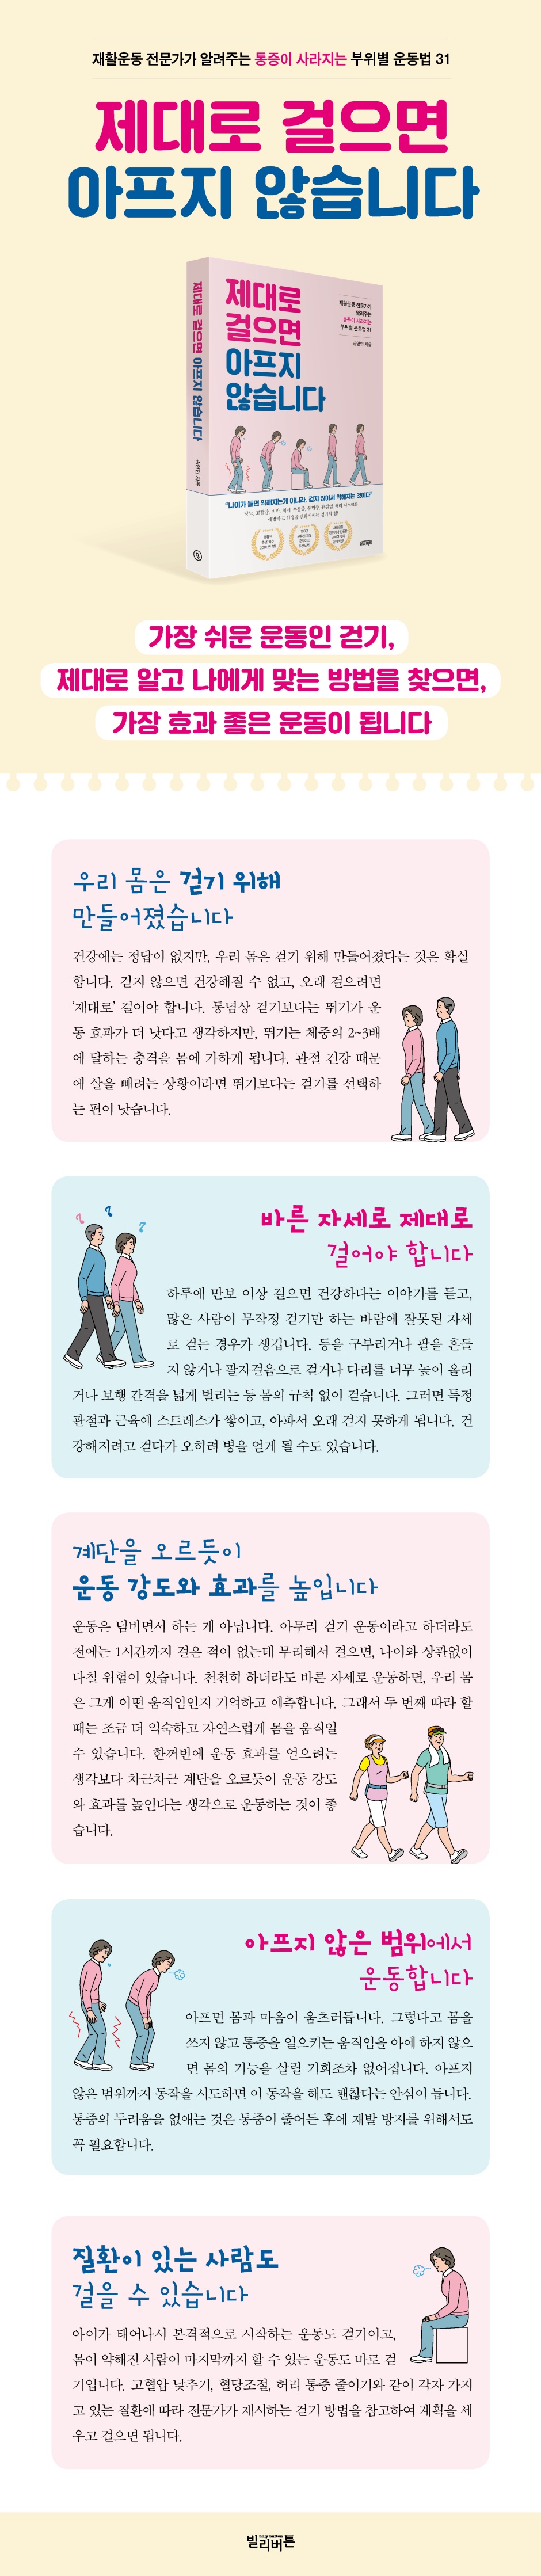 재활운동 전문가가 알려주는 통증이 사라지는 부위별 운동법 31
제대로 걸으면
아프지 않습니다
제대로 걸으면 아프지 않습니다
제대로
걸으면
아프지
않습니다
재활운동 전문가가
알려주는
통증이 사라지는
부위별 운동법 31
"나이가 들면 약해지는게 아니라, 걷지 않아서 약해지는 것이다"
빌리버튼
가장 쉬운 운동인 걷기,
제대로 알고 나에게 맞는 방법을 찾으면,
가장 효과 좋은 운동이 됩니다
우리 몸은 걷기 위해
만들어졌습니다
건강에는 정답이 없지만, 우리 몸은 걷기 위해 만들어졌다는 것은 확실
합니다. 걷지 않으면 건강해질 수 없고, 오래 걸으려면
‘제대로’ 걸어야 합니다. 통념상 걷기보다는 뛰기가 운
동 효과가 더 낫다고 생각하지만, 뛰기는 체중의 2~3배
에 달하는 충격을 몸에 가하게 됩니다. 관절 건강 때문
에 살을 빼려는 상황이라면 뛰기보다는 걷기를 선택하
는 편이 낫습니다.
바른 자세로 제대로
걸어야 합니다
하루에 만보 이상 걸으면 건강하다는 이야기를 듣고,
많은 사람이 무작정 걷기만 하는 바람에 잘못된 자세
로 걷는 경우가 생깁니다. 등을 구부리거나 팔을 흔들
지 않거나 팔자걸음으로 걷거나 다리를 너무 높이 올리
거나 보행 간격을 넓게 벌리는 등 몸의 규칙 없이 걷습니다. 그러면 특정
관절과 근육에 스트레스가 쌓이고, 아파서 오래 걷지 못하게 됩니다. 건
강해지려고 걷다가 오히려 병을 얻게 될 수도 있습니다.
계단을 오르듯이
운동 강도와 효과를 높입니다
운동은 덤비면서 하는 게 아닙니다. 아무리 걷기 운동이라고 하더라도
전에는 1시간까지 걸은 적이 없는데 무리해서 걸으면, 나이와 상관없이
다칠 위험이 있습니다. 천천히 하더라도 바른 자세로 운동하면, 우리 몸
은 그게 어떤 움직임인지 기억하고 예측합니다. 그래서 두 번째 따라 할
때는 조금 더 익숙하고 자연스럽게 몸을 움직일
수 있습니다. 한꺼번에 운동 효과를 얻으려는
생각보다 차근차근 계단을 오르듯이 운동 강도
와 효과를 높인다는 생각으로 운동하는 것이 좋
습니다.
아프지 않은 범위에서
운동합니다
아프면 몸과 마음이 움츠러듭니다. 그렇다고 몸을
쓰지 않고 통증을 일으키는 움직임을 아예 하지 않으
면 몸의 기능을 살릴 기회조차 없어집니다. 아프지
않은 범위까지 동작을 시도하면 이 동작을 해도 괜찮다는 안심이 듭니다.
통증의 두려움을 없애는 것은 통증이 줄어든 후에 재발 방지를 위해서도
꼭 필요합니다.
질환이 있는 사람도
걸을 수 있습니다
아이가 태어나서 본격적으로 시작하는 운동도 걷기이고,
몸이 약해진 사람이 마지막까지 할 수 있는 운동도 바로 걷
기입니다. 고혈압 낮추기, 혈당조절, 허리 통증 줄이기와 같이 각자 가지
고 있는 질환에 따라 전문가가 제시하는 걷기 방법을 참고하여 계획을 세
우고 걸으면 됩니다.
빌리버튼